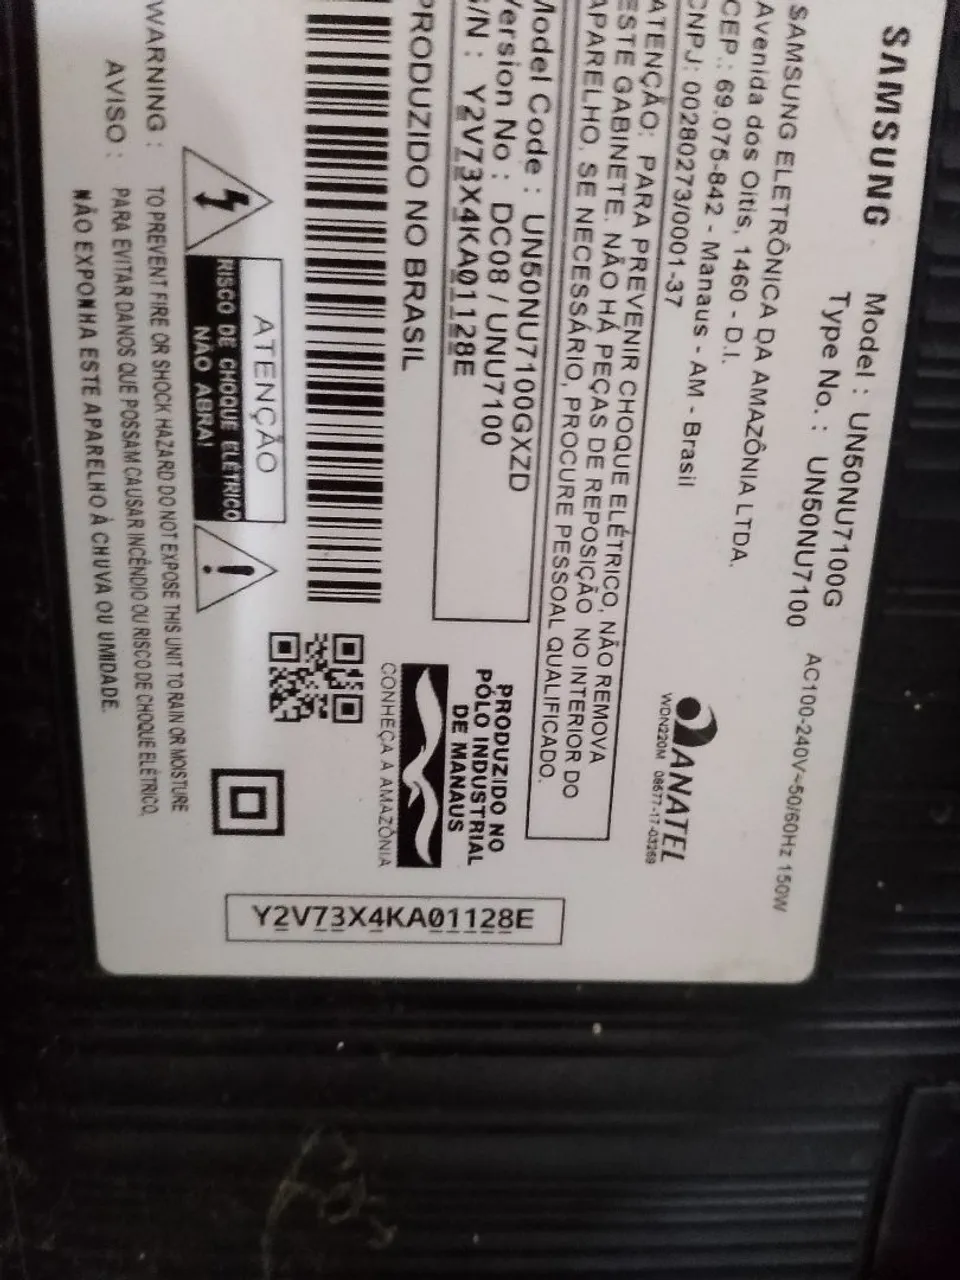 SAMSUNG
Model : UN50NU7100G
Type No. : UN50NU7100
AC100-240V~50/60Hz 150W
SAMSUNG ELETRÔNICA DA AMAZÔNIA LTDA.
Avenida dos Oitis, 1460 - D.I.
CEP.: 69.075-842 - Manaus - AM - Brasil
CNPJ: 00280273/0001-37
ANATEL
WDN220M 08677-17-03269
ATENÇÃO: PARA PREVENIR CHOQUE ELÉTRICO, NÃO REMOVA
ESTE GABINETE. NÃO HÁ PEÇAS DE REPOSIÇÃO NO INTERIOR DO
APARELHO. SE NECESSÁRIO, PROCURE PESSOAL QUALIFICADO.
Model Code : UN50NU7100GXZD
Version No : DC08 / UNU7100
S/N : Y2V73X4KA01128E
PRODUZIDO NO BRASIL
PRODUZIDO NO
PÓLO INDUSTRIAL
DE MANAUS
CONHEÇA A AMAZÔNIA
ATENÇÃO
RISCO DE CHOQUE ELÉTRICO
NÃO ABRA!
WARNING : TO PREVENT FIRE OR SHOCK HAZARD DO NOT EXPOSE THIS UNIT TO RAIN OR MOISTURE
AVISO : PARA EVITAR DANOS QUE POSSAM CAUSAR INCÊNDIO OU RISCO DE CHOQUE ELÉTRICO,
NÃO EXPONHA ESTE APARELHO À CHUVA OU UMIDADE.
Y2V73X4KA01128E